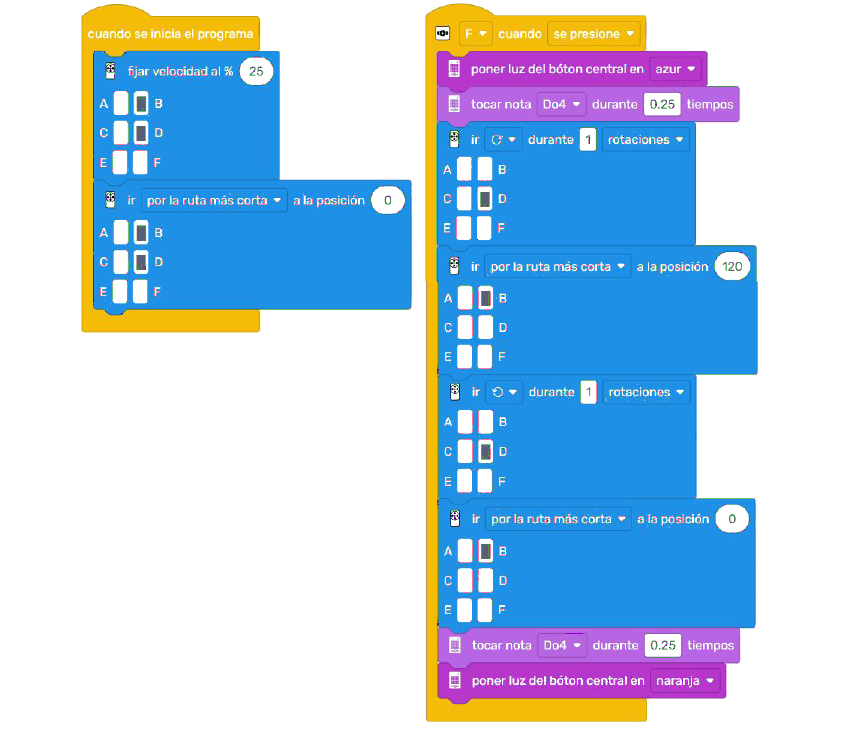 cuando se inicia el programa
fijar velocidad al % 25
A B
C D
E F
ir por la ruta más corta a la posición 0
A B
C D
E F
F cuando se presione
poner luz del bóton central en azur
tocar nota Do4 durante 0.25 tiempos
ir durante 1 rotaciones
A B
C D
E F
ir por la ruta más corta a la posición 120
A B
C D
E F
ir durante 1 rotaciones
A B
C D
E F
ir por la ruta más corta a la posición 0
A B
C D
E F
tocar nota Do4 durante 0.25 tiempos
poner luz del bóton central en naranja